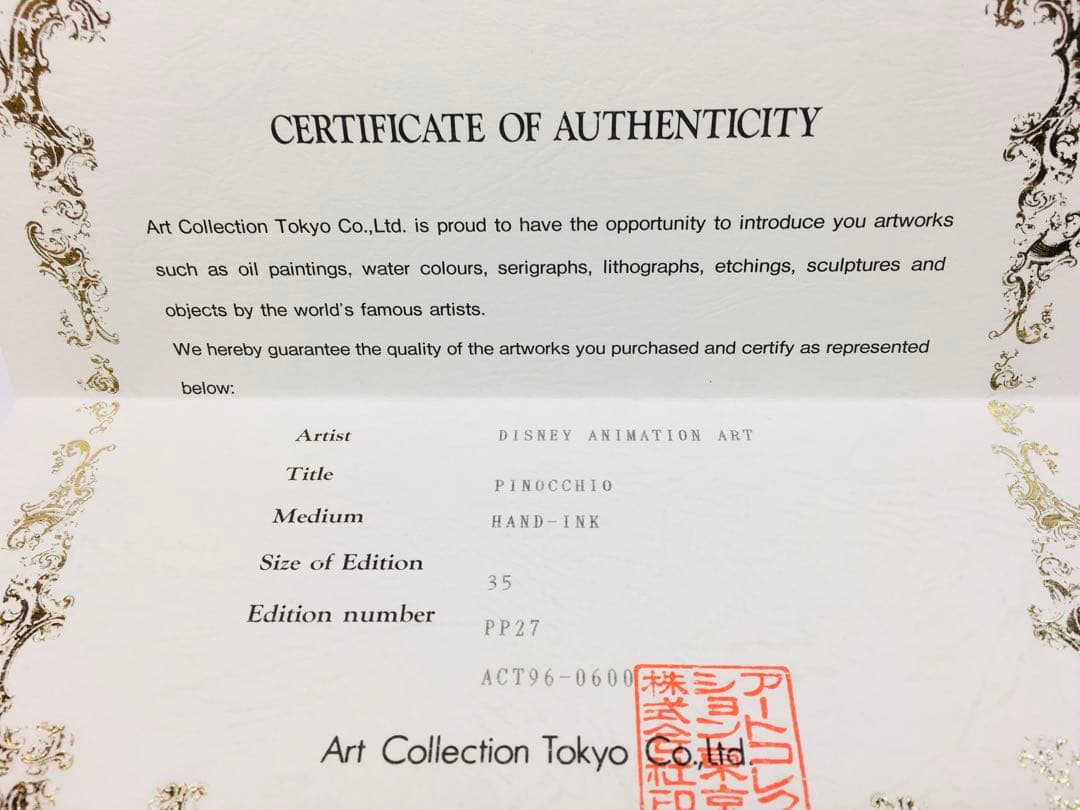 CERTIFICATE OF AUTHENTICITY
Art Collection Tokyo Co.,Ltd. is proud to have the opportunity to introduce you artworks
such as oil paintings, water colours, serigraphs, lithographs, etchings, sculptures and
objects by the world's famous artists.
We hereby guarantee the quality of the artworks you purchased and certify as represented
below:
Artist DISNEY ANIMATION ART
Title PINOCCHIO
Medium HAND-INK
Size of Edition 35
Edition number PP27
ACT96-0600
Art Collection Tokyo Co.,Ltd.
アートコレク
ション東京
株式会社印